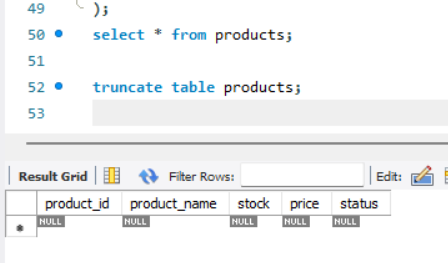 49 );
50 select * from products;
51
52 truncate table products;
53
Result Grid Filter Rows: Edit:
product_id product_name stock price status
* NULL NULL NULL NULL NULL